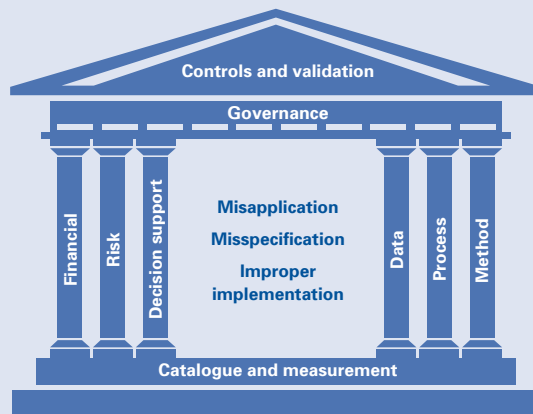 Controls and validation
Governance
Financial
Risk
Decision support
Misapplication
Misspecification
Improper
implementation
Data
Process
Method
Catalogue and measurement